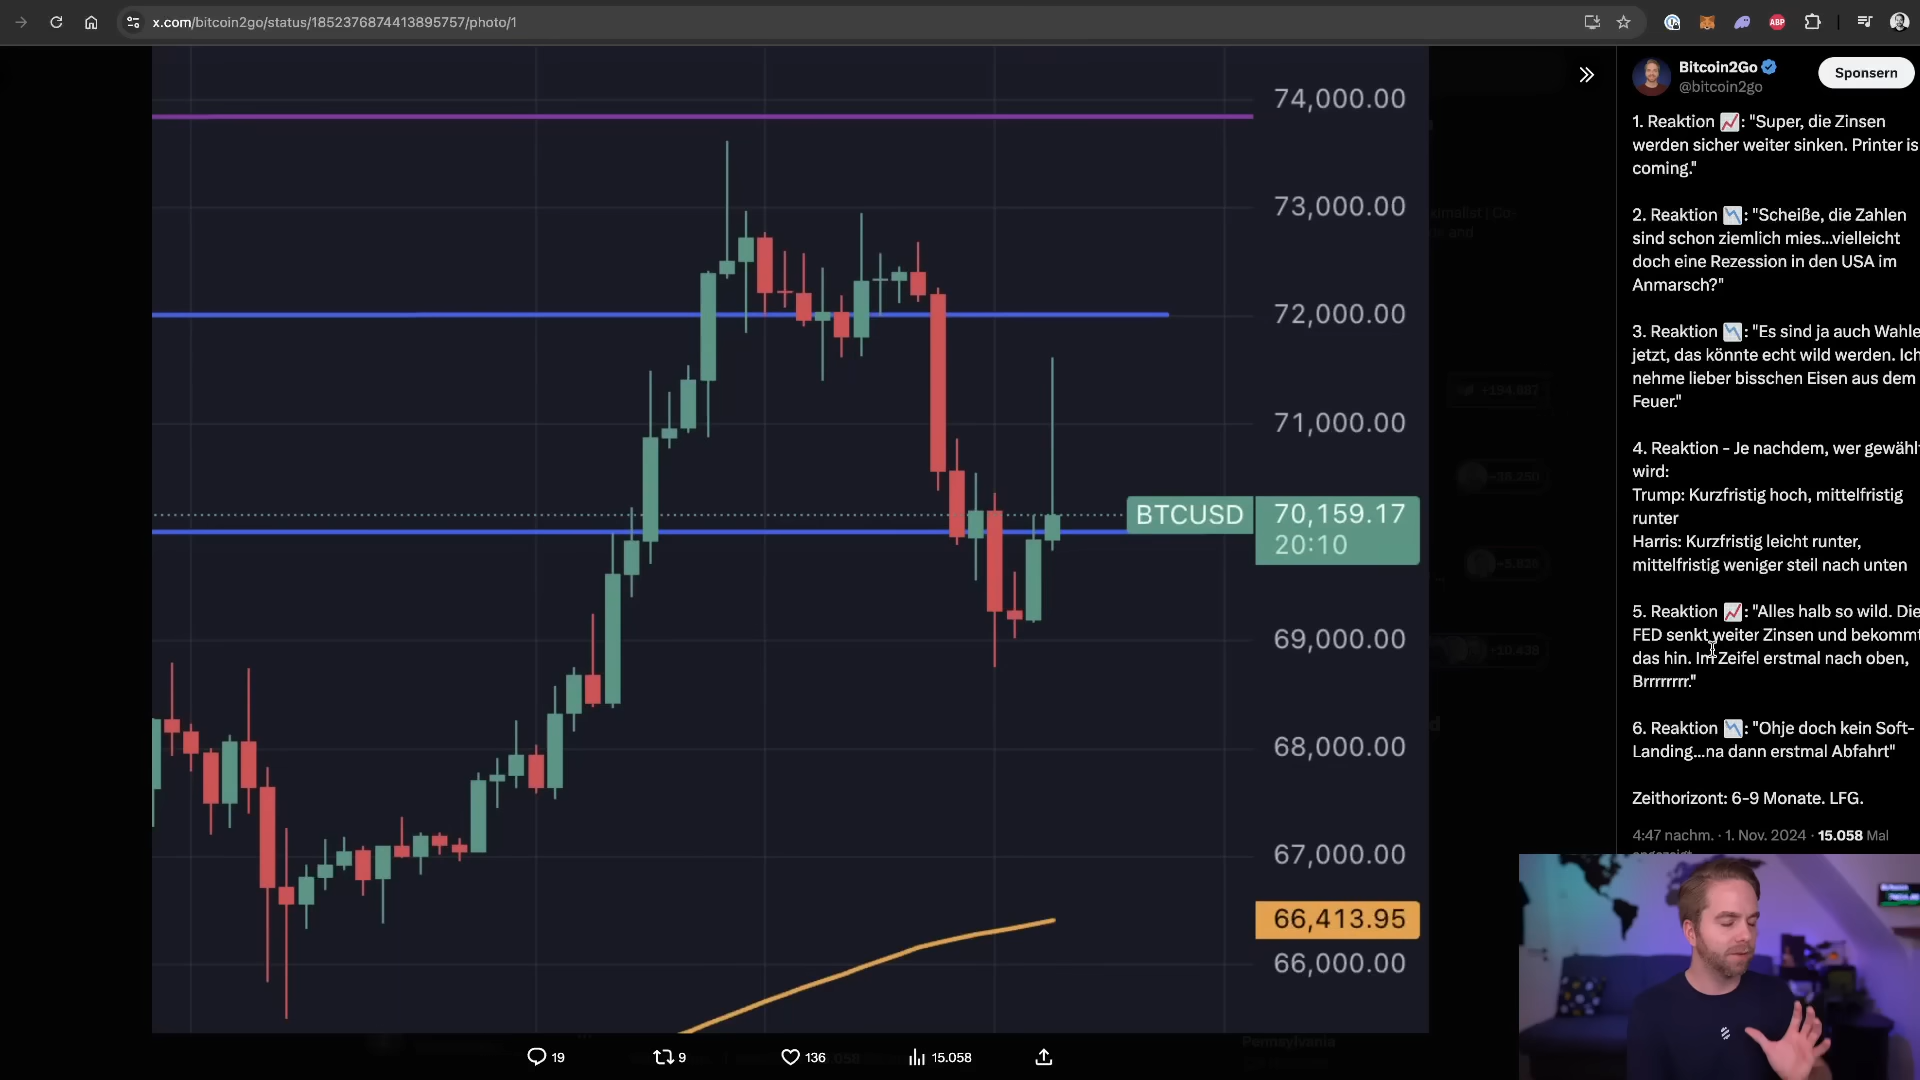 x.com/bitcoin2go/status/1852376874413895757/photo/1
ABP
74,000.00
73,000.00
72,000.00
71,000.00
BTCUSD
70,159.17
20:10
69,000.00
68,000.00
67,000.00
66,413.95
66,000.00
19
9
136
15.058
Pennsylvania
Bitcoin2Go
@bitcoin2go
Sponsern
1. Reaktion 📈: "Super, die Zinsen
werden sicher weiter sinken. Printer is
coming."
2. Reaktion 📉: "Scheiße, die Zahlen
sind schon ziemlich mies...vielleicht
doch eine Rezession in den USA im
Anmarsch?"
3. Reaktion 📉: "Es sind ja auch Wahle
jetzt, das könnte echt wild werden. Ich
nehme lieber bisschen Eisen aus dem
Feuer."
4. Reaktion - Je nachdem, wer gewählt
wird:
Trump: Kurzfristig hoch, mittelfristig
runter
Harris: Kurzfristig leicht runter,
mittelfristig weniger steil nach unten
5. Reaktion 📈: "Alles halb so wild. Die
FED senkt weiter Zinsen und bekommt
das hin. Im Zeifel erstmal nach oben,
Brrrrrrr."
6. Reaktion 📉: "Ohje doch kein Soft-
Landing...na dann erstmal Abfahrt"
Zeithorizont: 6-9 Monate. LFG.
4:47 nachm. · 1. Nov. 2024 · 15.058 Mal